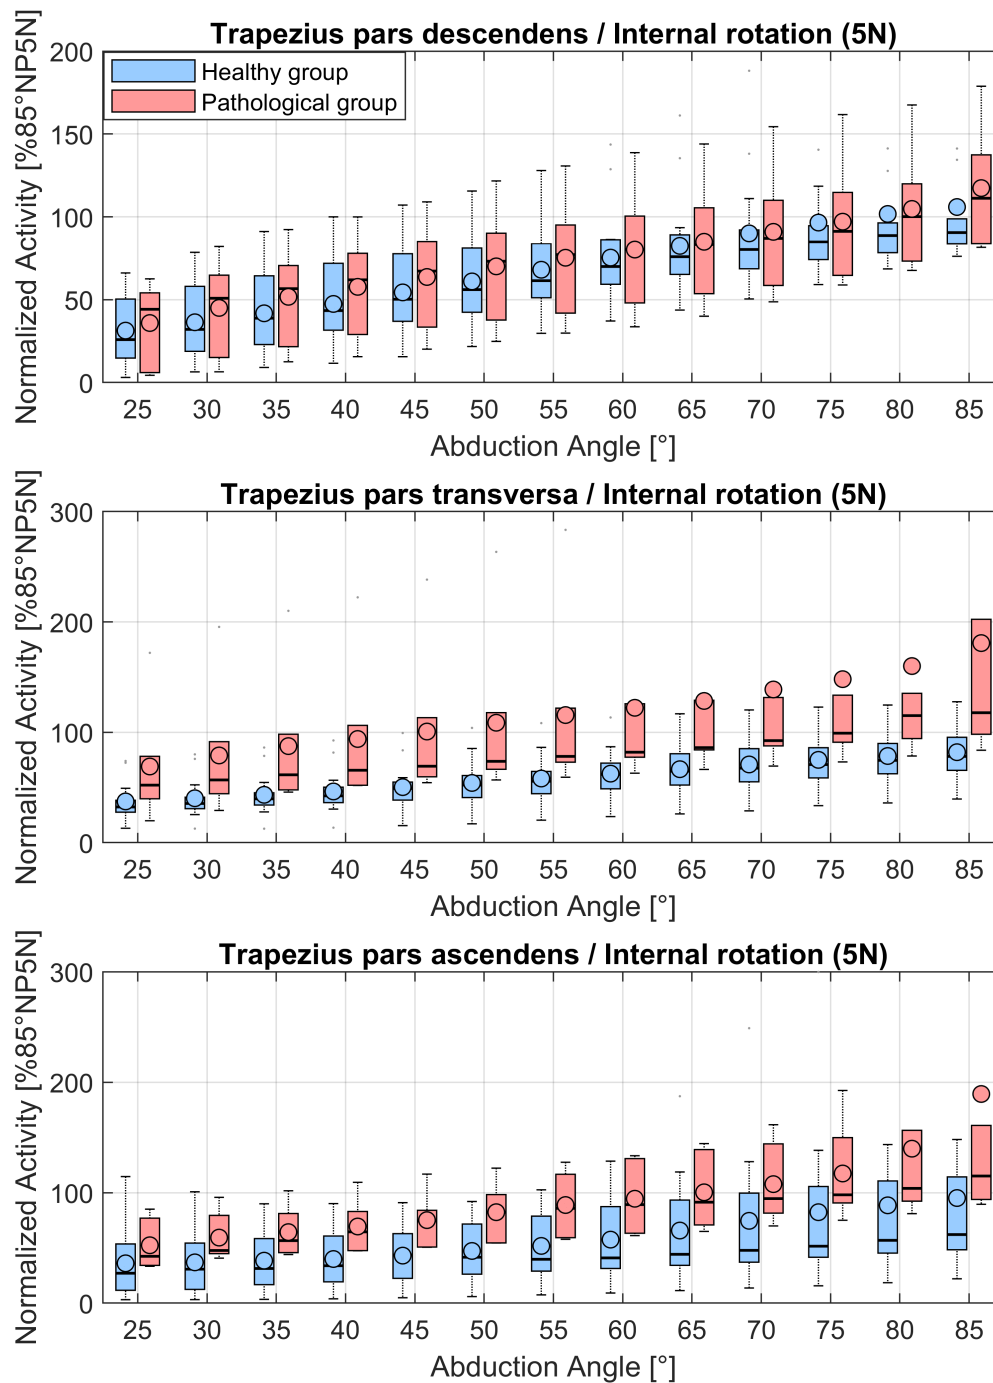 Trapezius pars descendens / Internal rotation (5N)
Normalized Activity [%85°NP5N]
200
150
100
50
0
Healthy group
Pathological group
25 30 35 40 45 50 55 60 65 70 75 80 85
Abduction Angle [°]
Trapezius pars transversa / Internal rotation (5N)
Normalized Activity [%85°NP5N]
300
200
100
0
25 30 35 40 45 50 55 60 65 70 75 80 85
Abduction Angle [°]
Trapezius pars ascendens / Internal rotation (5N)
Normalized Activity [%85°NP5N]
300
200
100
0
25 30 35 40 45 50 55 60 65 70 75 80 85
Abduction Angle [°]